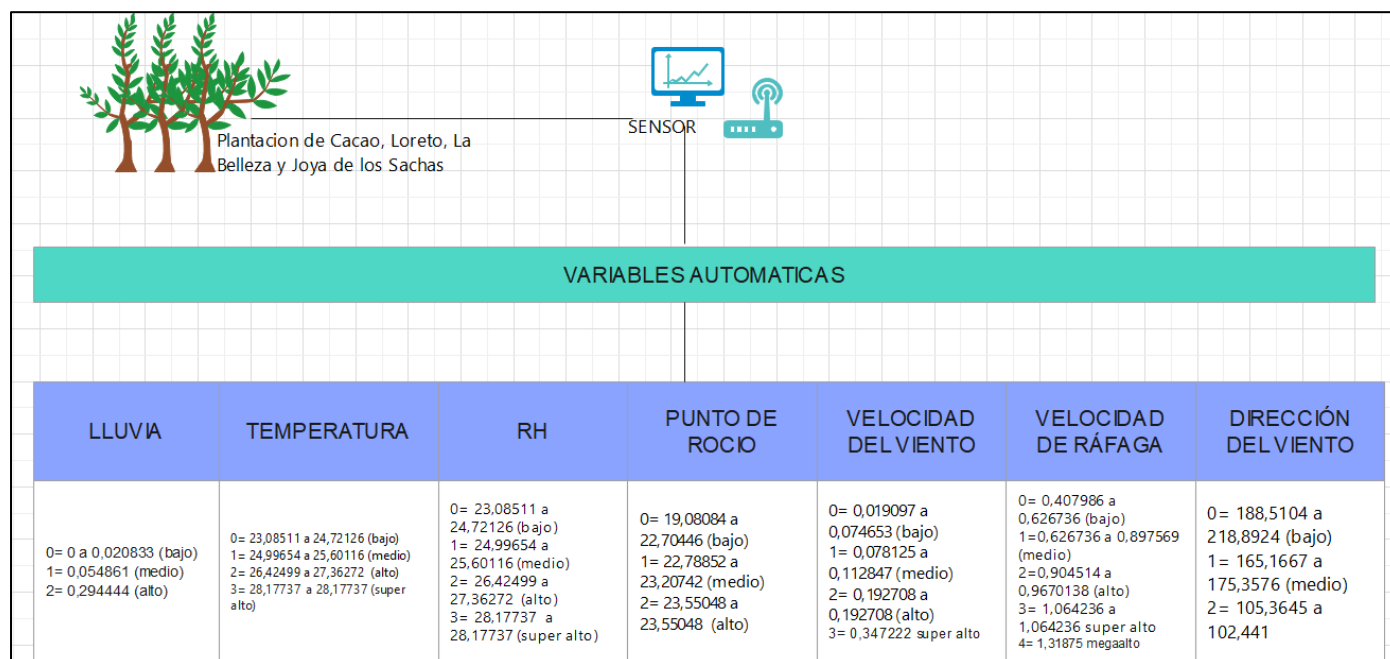 Plantacion de Cacao, Loreto, La
Belleza y Joya de los Sachas
SENSOR
VARIABLES AUTOMATICAS
LLUVIA
TEMPERATURA
RH
PUNTO DE
ROCIO
VELOCIDAD
DEL VIENTO
VELOCIDAD
DE RÁFAGA
DIRECCIÓN
DEL VIENTO
0= 0 a 0,020833 (bajo)
1= 0,054861 (medio)
2= 0,294444 (alto)
0= 23,08511 a 24,72126 (bajo)
1= 24,99654 a 25,60116 (medio)
2= 26,42499 a 27,36272 (alto)
3= 28,17737 a 28,17737 (super
alto)
0= 23,08511 a
24,72126 (bajo)
1= 24,99654 a
25,60116 (medio)
2= 26,42499 a
27,36272 (alto)
3= 28,17737 a
28,17737 (super alto)
0= 19,08084 a
22,70446 (bajo)
1= 22,78852 a
23,20742 (medio)
2= 23,55048 a
23,55048 (alto)
0= 0,019097 a
0,074653 (bajo)
1= 0,078125 a
0,112847 (medio)
2= 0,192708 a
0,192708 (alto)
3= 0,347222 super alto
0= 0,407986 a
0,626736 (bajo)
1=0,626736 a 0,897569
(medio)
2=0,904514 a
0,9670138 (alto)
3= 1,064236 a
1,064236 super alto
4= 1,31875 megaalto
0= 188,5104 a
218,8924 (bajo)
1= 165,1667 a
175,3576 (medio)
2= 105,3645 a
102,441